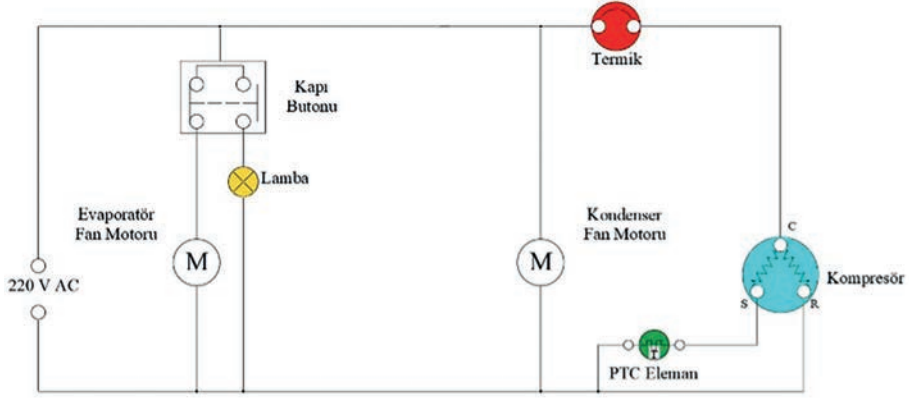 Termik
Kapı
Butonu
Lamba
Evaporatör
Fan Motoru
M
Kondenser
Fan Motoru
M
C
220 V AC
Kompresör
S
R
PTC Eleman